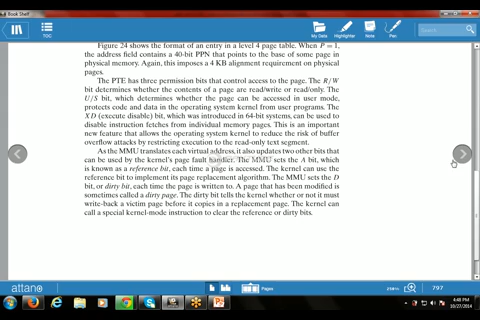 Book Shelf
TOC
My Data
Highlighter
Note
Pen
Search
Figure 24 shows the format of an entry in a level 4 page table. When P = 1,
the address field contains a 40-bit PPN that points to the base of some page in
physical memory. Again, this imposes a 4 KB alignment requirement on physical
pages.
The PTE has three permission bits that control access to the page. The R/W
bit determines whether the contents of a page are read/write or read/only. The
U/S bit, which determines whether the page can be accessed in user mode,
protects code and data in the operating system kernel from user programs. The
XD (execute disable) bit, which was introduced in 64-bit systems, can be used to
disable instruction fetches from individual memory pages. This is an important
new feature that allows the operating system kernel to reduce the risk of buffer
overflow attacks by restricting execution to the read-only text segment.
As the MMU translates each virtual address, it also updates two other bits that
can be used by the kernel's page fault handler. The MMU sets the A bit, which
is known as a reference bit, each time a page is accessed. The kernel can use the
reference bit to implement its page replacement algorithm. The MMU sets the D
bit, or dirty bit, each time the page is written to. A page that has been modified is
sometimes called a dirty page. The dirty bit tells the kernel whether or not it must
write-back a victim page before it copies in a replacement page. The kernel can
call a special kernel-mode instruction to clear the reference or dirty bits.
attano
Pages
797
4:48 PM
10/27/2014